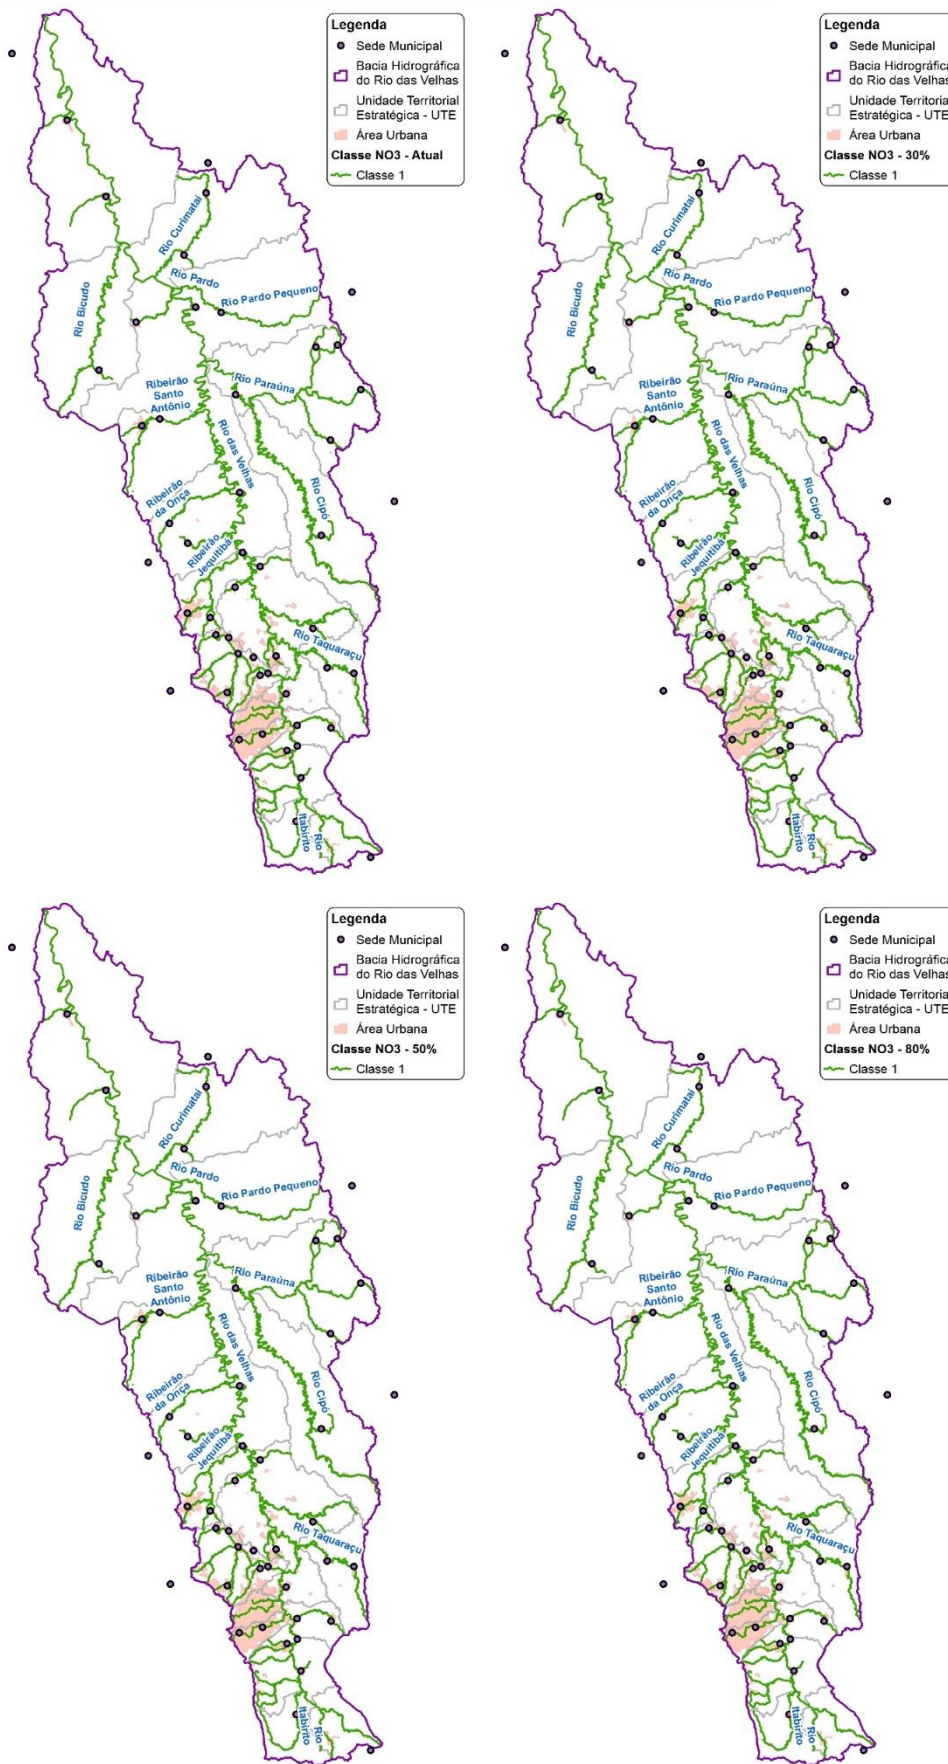 Legenda
Sede Municipal
Bacia Hidrográfica
do Rio das Velhas
Unidade Territorial
Estratégica - UTE
Área Urbana
Classe NO3 - Atual
Classe 1
Rio Curimataí
Rio Pardo
Rio Pardo Pequeno
Rio Bicudo
Rio Paraúna
Ribeirão
Santo
Antônio
Rio das Velhas
Rio Cipó
Ribeirão
da Onça
Ribeirão
Jequitibá
Rio Taquaraçu
Rio
Itabirito
Legenda
Sede Municipal
Bacia Hidrográfica
do Rio das Velhas
Unidade Territorial
Estratégica - UTE
Área Urbana
Classe NO3 - 30%
Classe 1
Rio Curimataí
Rio Pardo
Rio Pardo Pequeno
Rio Bicudo
Rio Paraúna
Ribeirão
Santo
Antônio
Rio das Velhas
Rio Cipó
Ribeirão
da Onça
Ribeirão
Jequitibá
Rio Taquaraçu
Rio
Itabirito
Legenda
Sede Municipal
Bacia Hidrográfica
do Rio das Velhas
Unidade Territorial
Estratégica - UTE
Área Urbana
Classe NO3 - 50%
Classe 1
Rio Curimataí
Rio Pardo
Rio Pardo Pequeno
Rio Bicudo
Rio Paraúna
Ribeirão
Santo
Antônio
Rio das Velhas
Rio Cipó
Ribeirão
da Onça
Ribeirão
Jequitibá
Rio Taquaraçu
Rio
Itabirito
Legenda
Sede Municipal
Bacia Hidrográfica
do Rio das Velhas
Unidade Territorial
Estratégica - UTE
Área Urbana
Classe NO3 - 80%
Classe 1
Rio Curimataí
Rio Pardo
Rio Pardo Pequeno
Rio Bicudo
Rio Paraúna
Ribeirão
Santo
Antônio
Rio das Velhas
Rio Cipó
Ribeirão
da Onça
Ribeirão
Jequitibá
Rio Taquaraçu
Rio
Itabirito